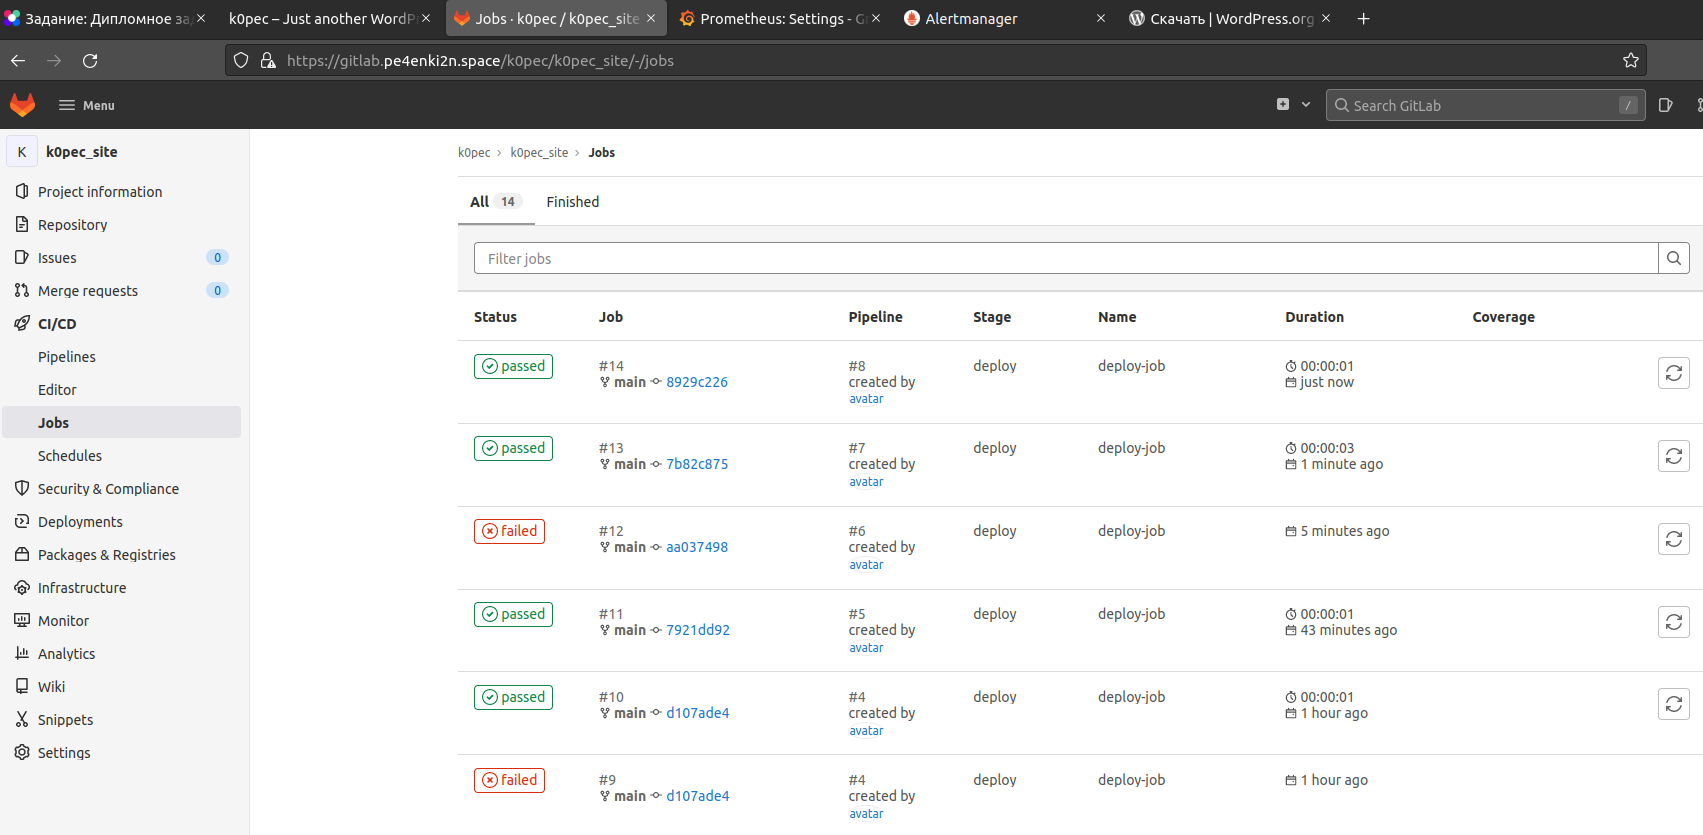 Задание: Дипломное за
k0pec – Just another WordP
Jobs · k0pec / k0pec_site
Prometheus: Settings - G
Alertmanager
Скачать | WordPress.org
https://gitlab.pe4enki2n.space/k0pec/k0pec_site/-/jobs
Menu
Search GitLab
/
K
k0pec_site
Project information
Repository
Issues
0
Merge requests
0
CI/CD
Pipelines
Editor
Jobs
Schedules
Security & Compliance
Deployments
Packages & Registries
Infrastructure
Monitor
Analytics
Wiki
Snippets
Settings
k0pec › k0pec_site › Jobs
All 14 Finished
Filter jobs
Status Job Pipeline Stage Name Duration Coverage
passed #14 #8 deploy deploy-job 00:00:01
main 8929c226 created by just now
avatar
passed #13 #7 deploy deploy-job 00:00:03
main 7b82c875 created by 1 minute ago
avatar
failed #12 #6 deploy deploy-job 5 minutes ago
main aa037498 created by
avatar
passed #11 #5 deploy deploy-job 00:00:01
main 7921dd92 created by 43 minutes ago
avatar
passed #10 #4 deploy deploy-job 00:00:01
main d107ade4 created by 1 hour ago
avatar
failed #9 #4 deploy deploy-job 1 hour ago
main d107ade4 created by
avatar